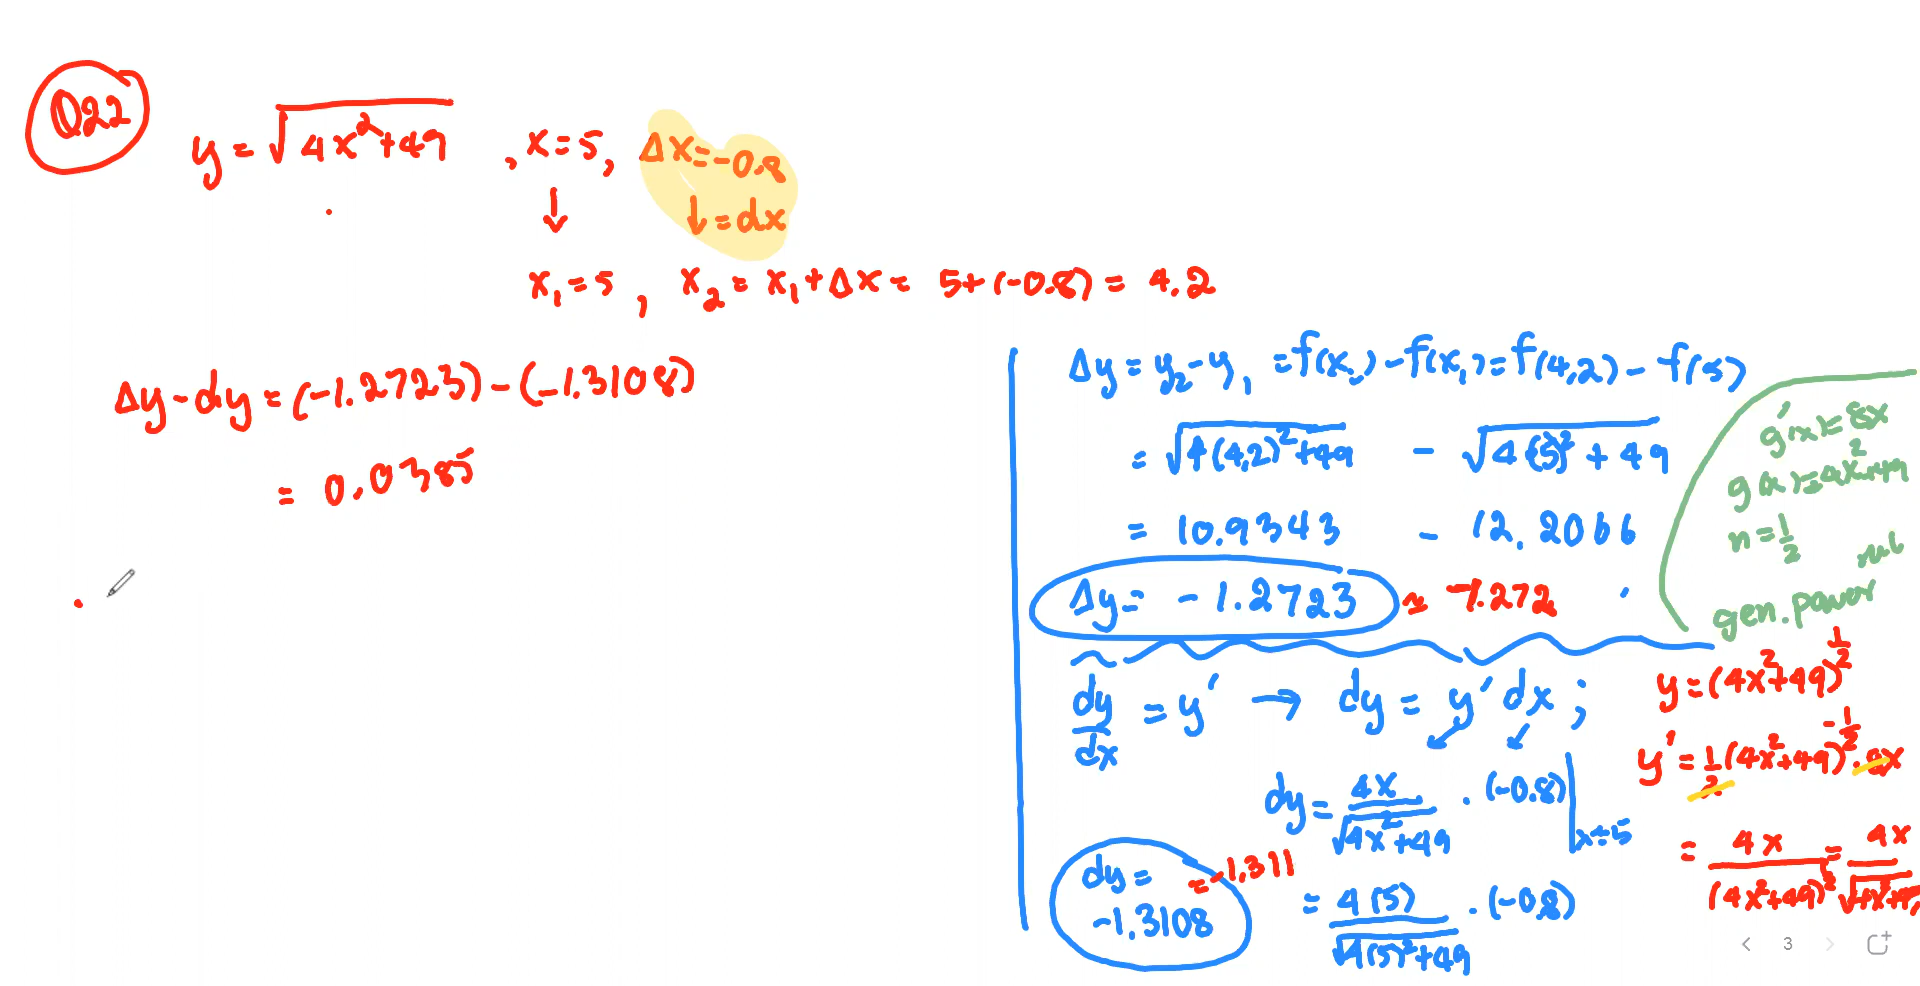 Q22
y = √(4x²+49) , x=5, Δx=-0.8
↓ ↓ = dx
x₁=5 , x₂ = x₁+Δx = 5+(-0.8) = 4.2
Δy-dy = (-1.2723) - (-1.3108)
= 0.0385
Δy = y₂-y₁ = f(x₂) - f(x₁) = f(4.2) - f(5)
= √(4(4.2)²+49) - √(4(5)²+49)
= 10.9343 - 12.2066
Δy = -1.2723 ≈ -1.272
dy/dx = y' → dy = y' dx ;
dy = 4x/√(4x²+49) · (-0.8) | x=5
= 4(5)/√(4(5)²+49) · (-0.8)
dy = -1.3108 ≈ -1.311
g'(x) = 8x
g(x) = 4x²+49
n = 1/2
gen. power
y = (4x²+49)^(1/2)
y' = 1/2 (4x²+49)^(-1/2) · 8x
= 4x/(4x²+49)^(1/2) = 4x/√(4x²+49)
3